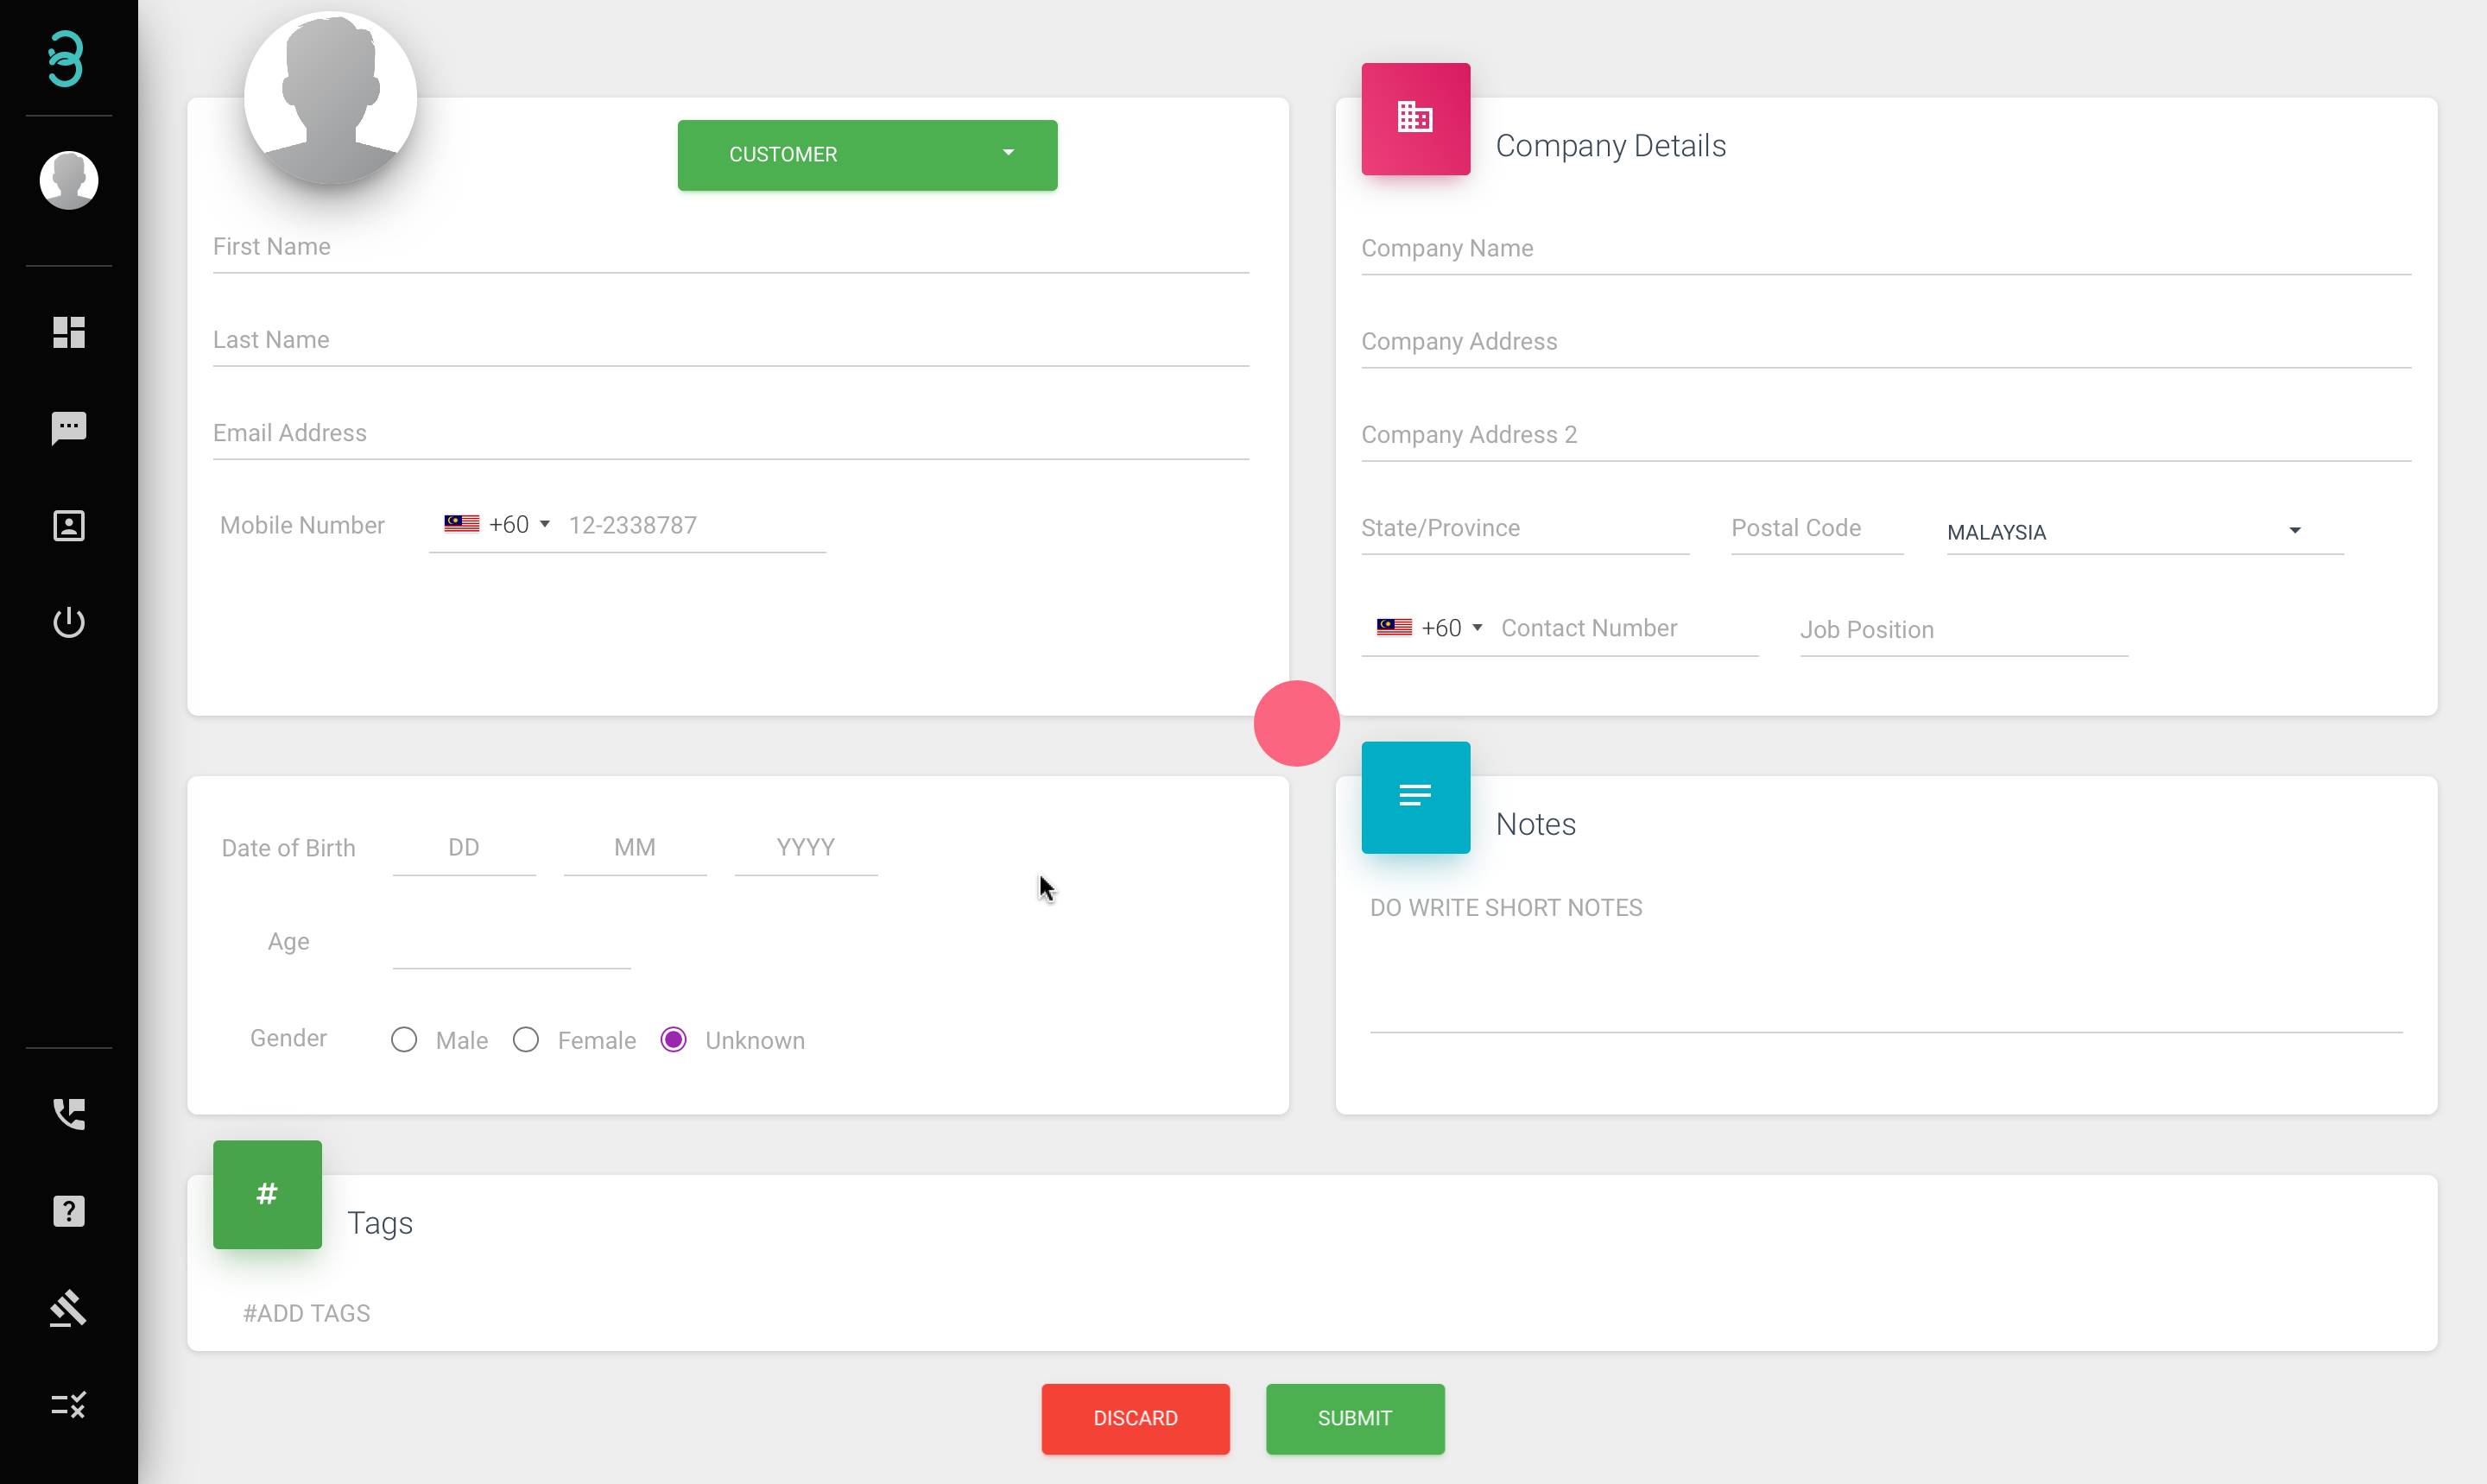 CUSTOMER
First Name
Last Name
Email Address
Mobile Number +60 12-2338787
Company Details
Company Name
Company Address
Company Address 2
State/Province Postal Code MALAYSIA
+60 Contact Number Job Position
Date of Birth DD MM YYYY
Age
Gender Male Female Unknown
Notes
DO WRITE SHORT NOTES
# Tags
#ADD TAGS
DISCARD SUBMIT